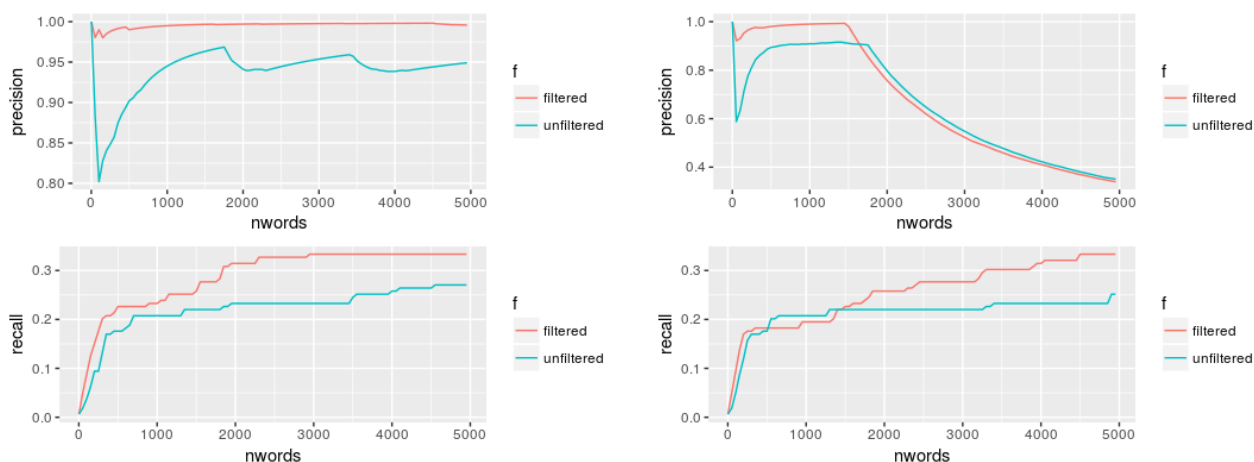 1.00
0.95
0.90
0.85
0.80
precision
0 1000 2000 3000 4000 5000
nwords
f
filtered
unfiltered
1.0
0.8
0.6
0.4
precision
0 1000 2000 3000 4000 5000
nwords
f
filtered
unfiltered
0.3
0.2
0.1
0.0
recall
0 1000 2000 3000 4000 5000
nwords
f
filtered
unfiltered
0.3
0.2
0.1
0.0
recall
0 1000 2000 3000 4000 5000
nwords
f
filtered
unfiltered